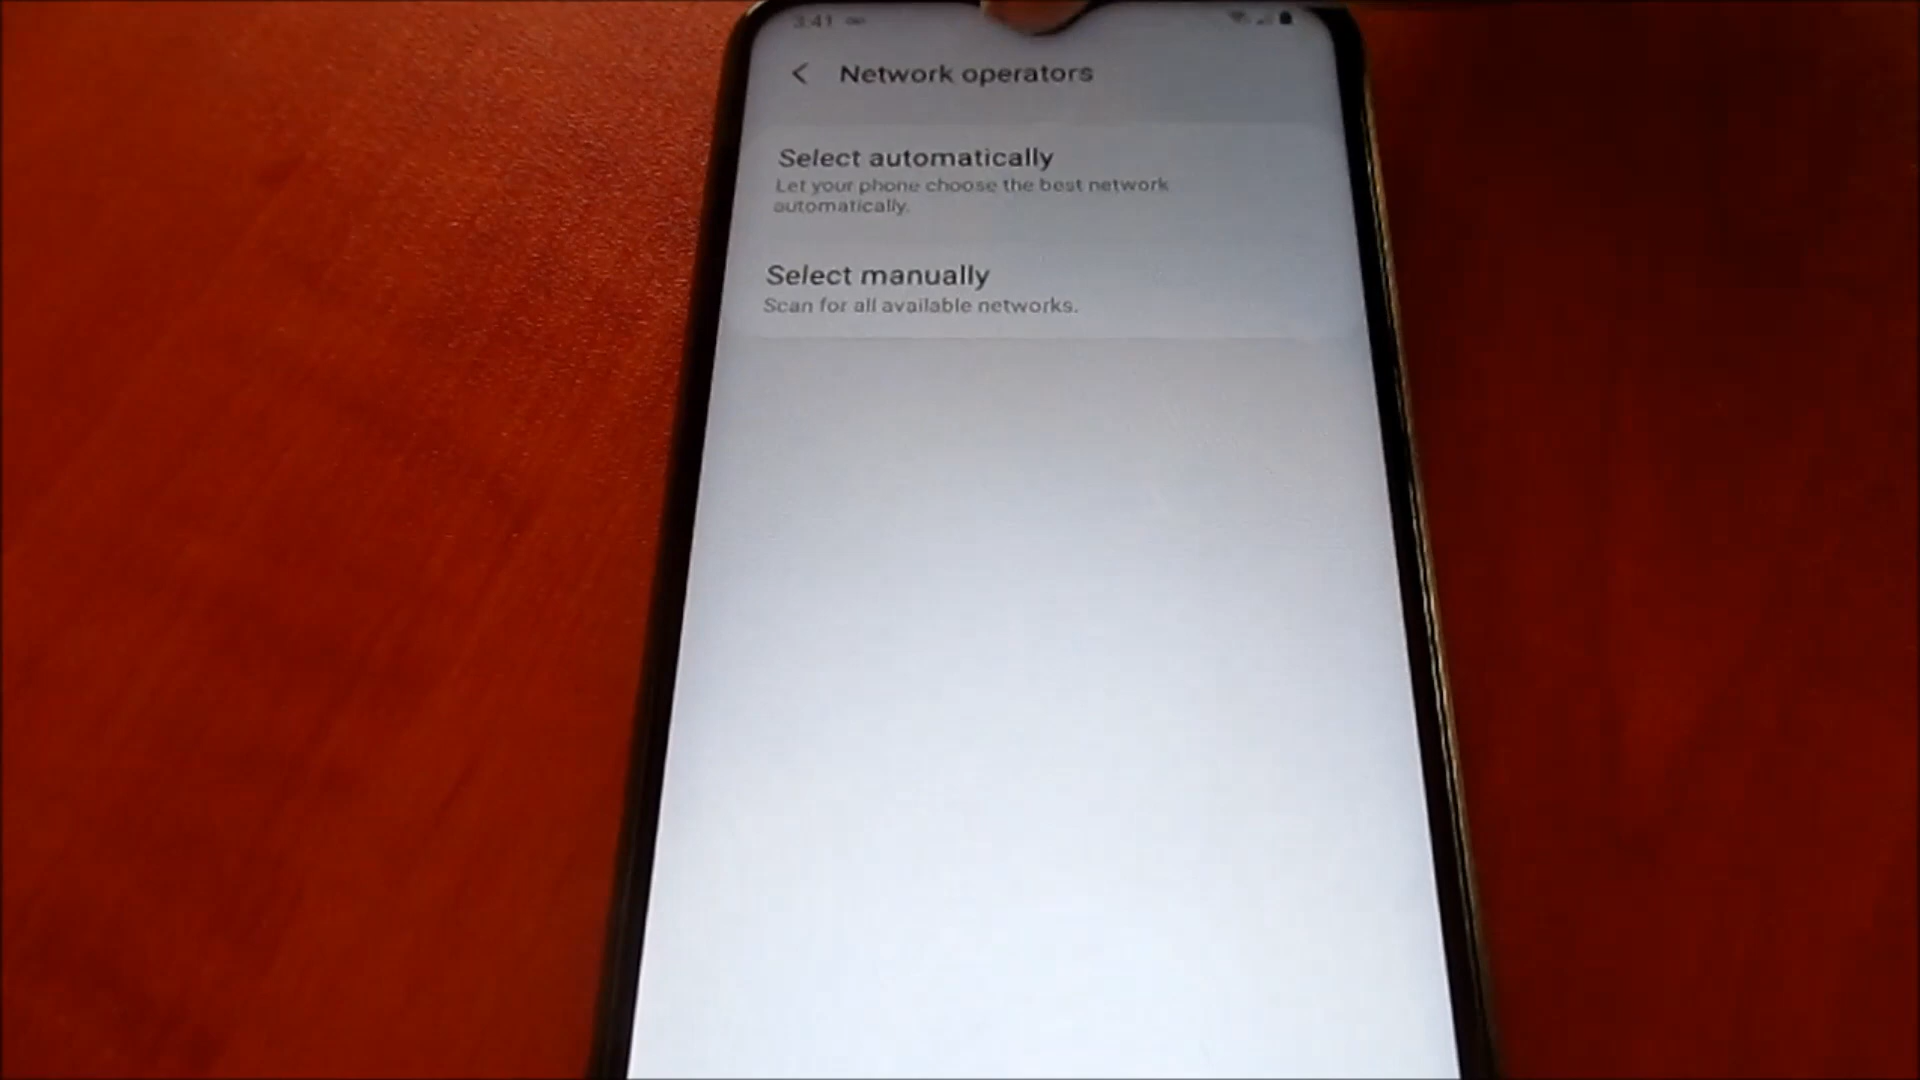 3:41
Network operators
Select automatically
Let your phone choose the best network
automatically.
Select manually
Scan for all available networks.